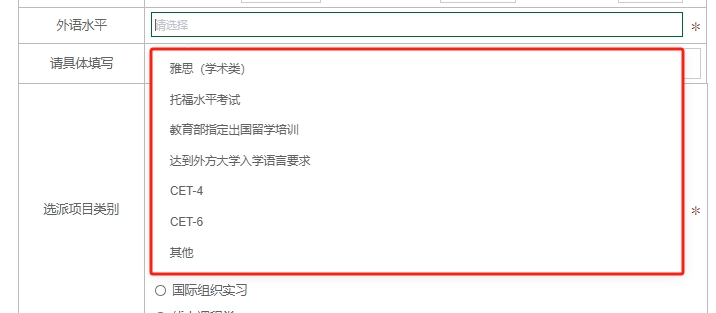 外语水平
请选择
*
请具体填写
雅思（学术类）
托福水平考试
教育部指定出国留学培训
达到外方大学入学语言要求
CET-4
选派项目类别
*
CET-6
其他
国际组织实习